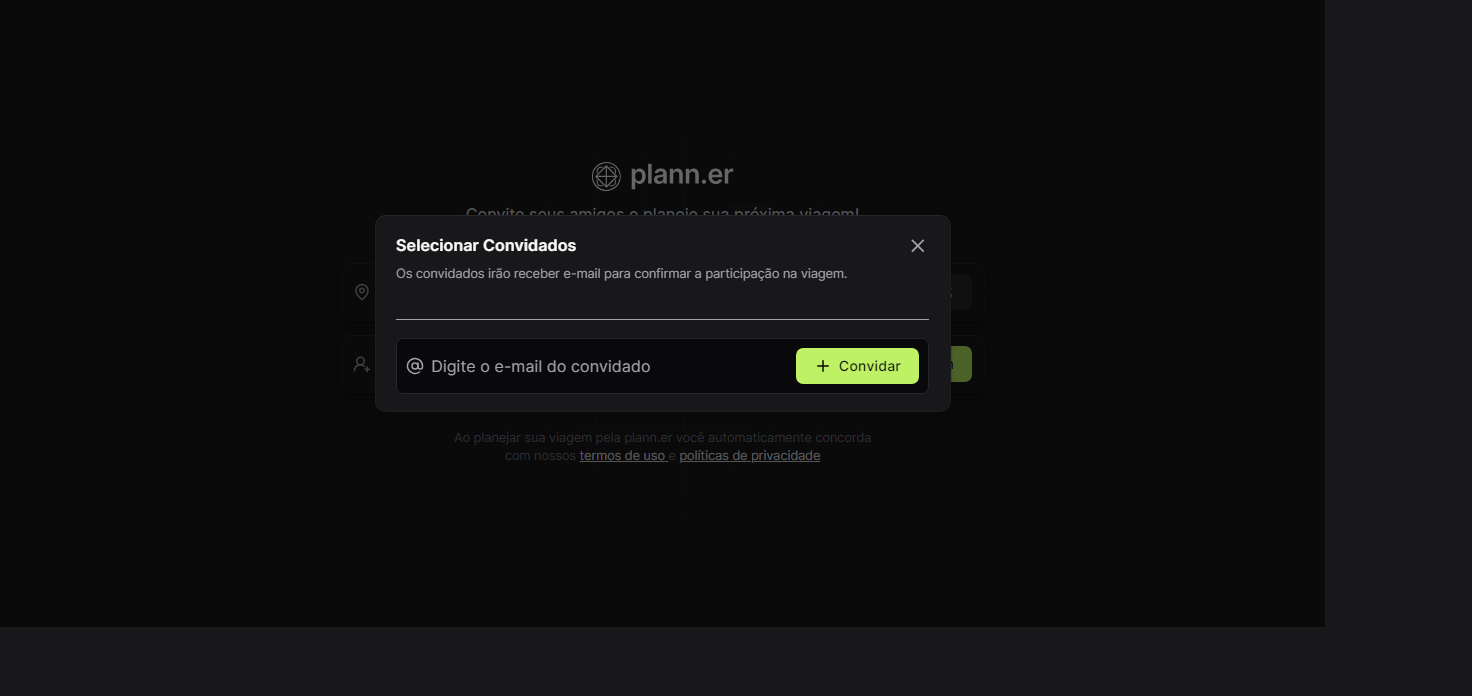 plann.er
Convite seus amigos e planeje sua próxima viagem!
Selecionar Convidados
Os convidados irão receber e-mail para confirmar a participação na viagem.
Digite o e-mail do convidado
Convidar
Ao planejar sua viagem pela plann.er você automaticamente concorda
com nossos termos de uso e políticas de privacidade